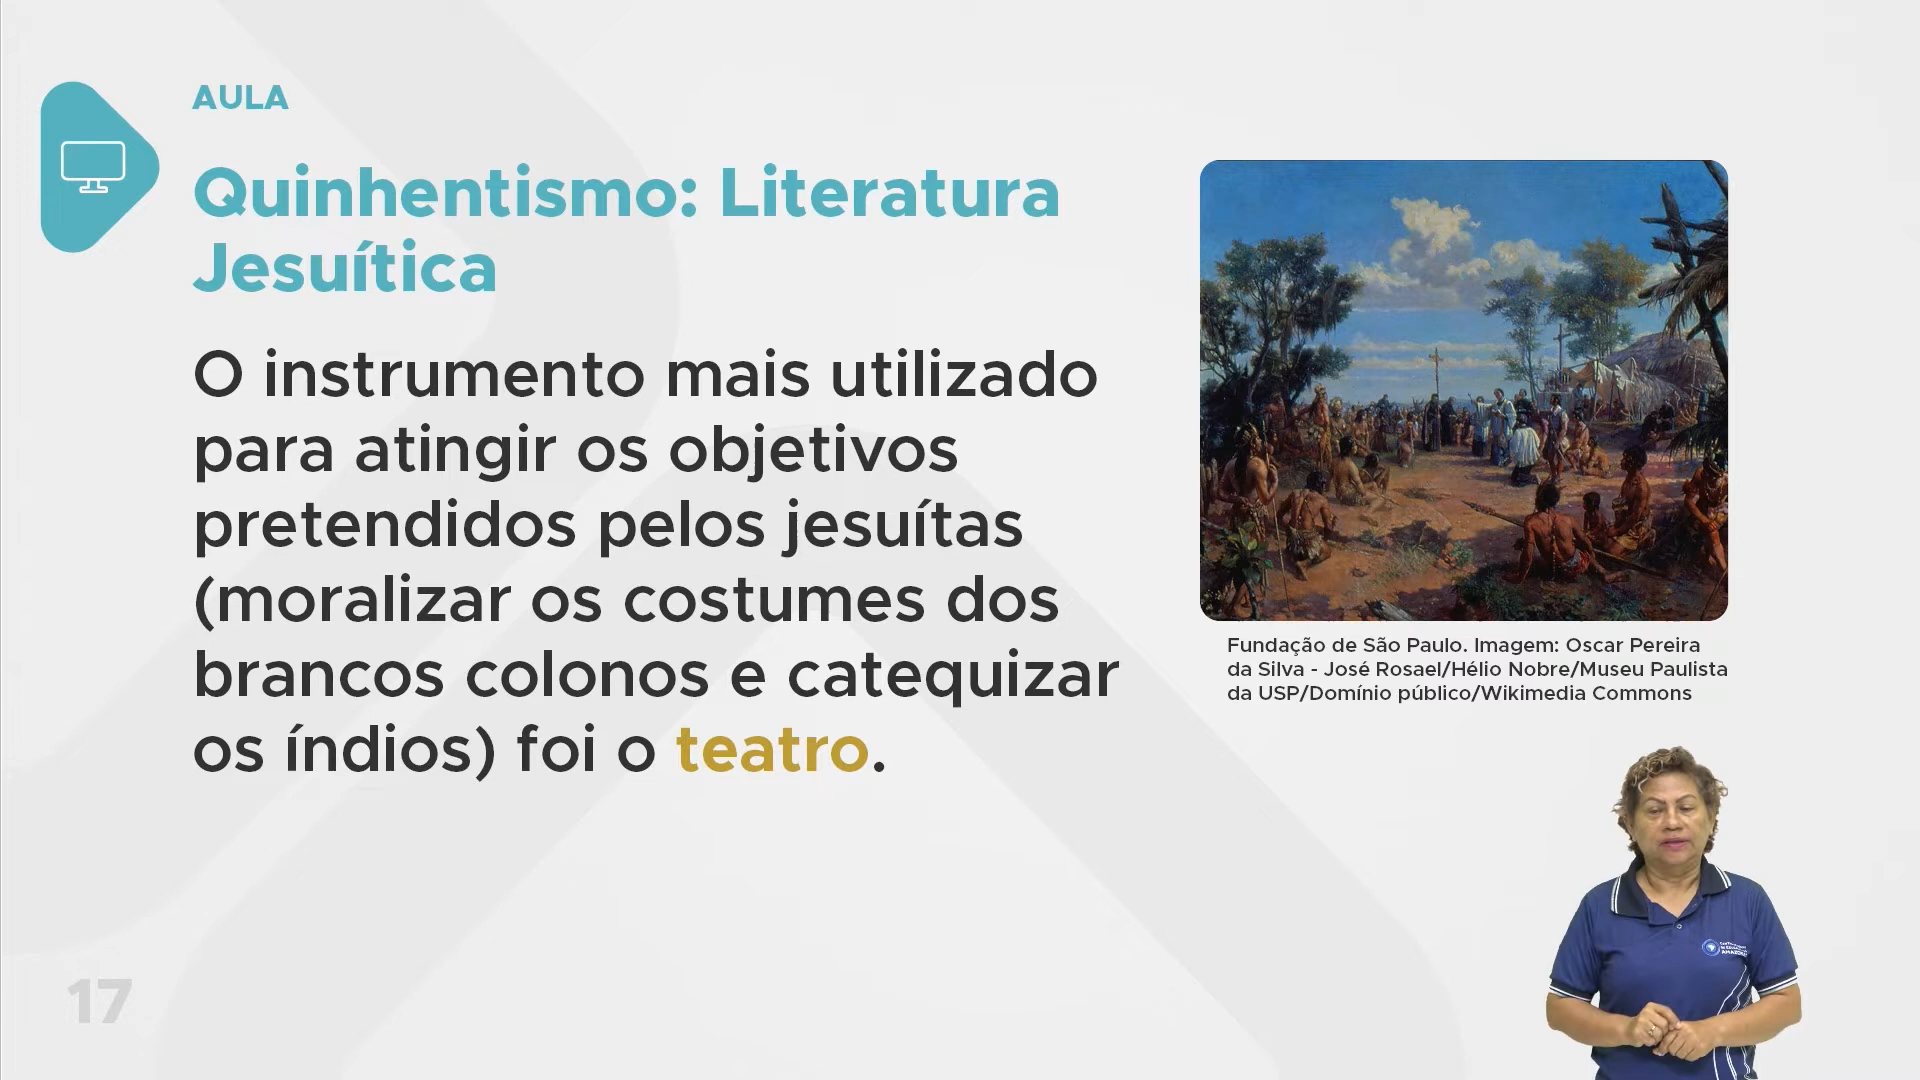 AULA
Quinhentismo: Literatura
Jesuítica
O instrumento mais utilizado
para atingir os objetivos
pretendidos pelos jesuítas
(moralizar os costumes dos
brancos colonos e catequizar
os índios) foi o teatro.
Fundação de São Paulo. Imagem: Oscar Pereira
da Silva - José Rosael/Hélio Nobre/Museu Paulista
da USP/Domínio público/Wikimedia Commons
17